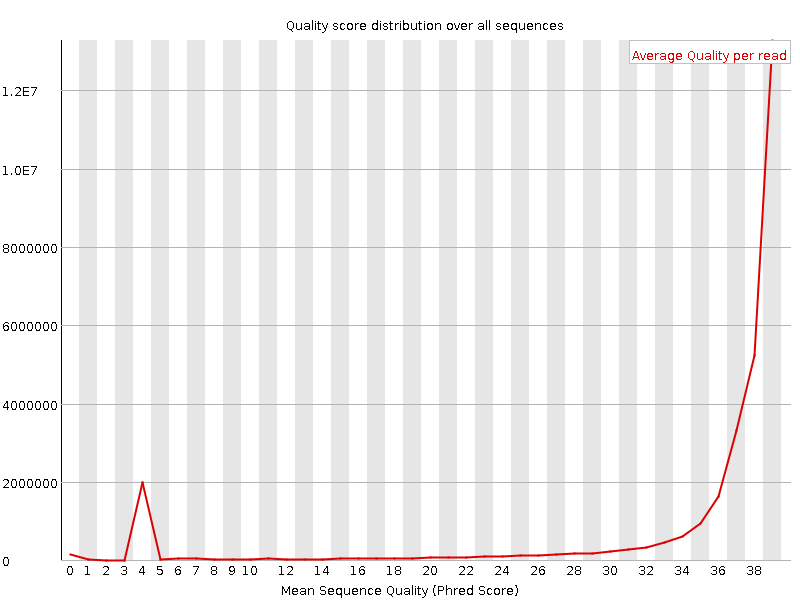 Quality score distribution over all sequences
Average Quality per read
1.2E7
1.0E7
8000000
6000000
4000000
2000000
0
0 1 2 3 4 5 6 7 8 9 10 12 14 16 18 20 22 24 26 28 30 32 34 36 38
Mean Sequence Quality (Phred Score)